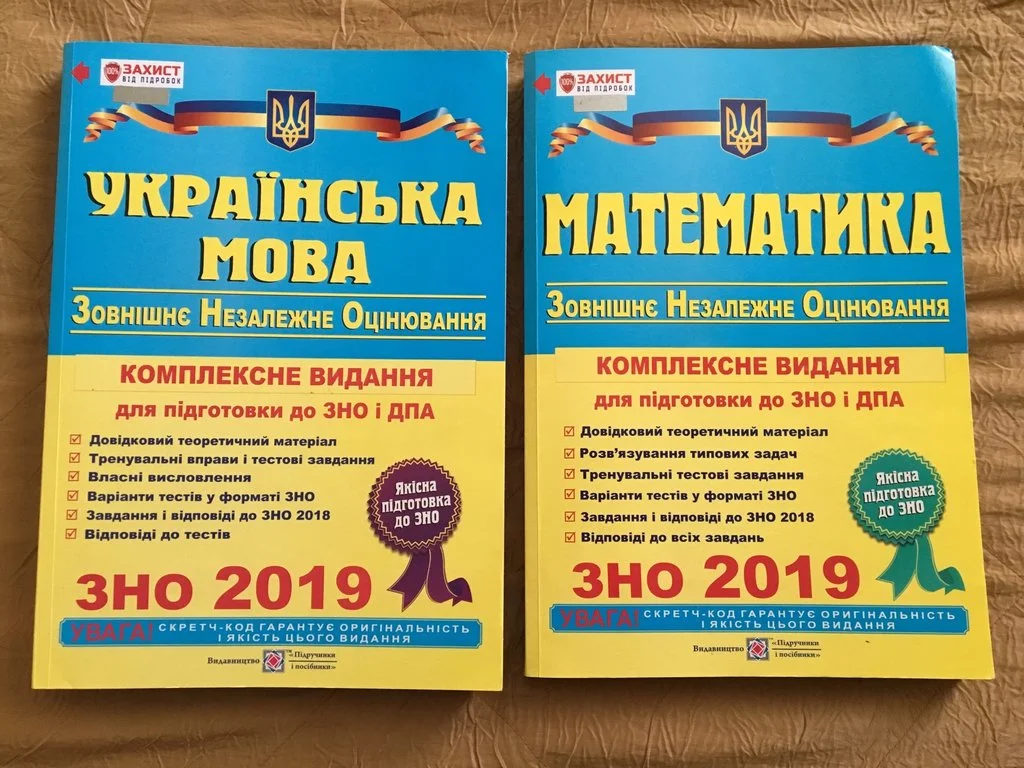 100% ЗАХИСТ
ВІД ПІДРОБОК
УКРАЇНСЬКА
МОВА
ЗОВНІШНЄ НЕЗАЛЕЖНЕ ОЦІНЮВАННЯ
КОМПЛЕКСНЕ ВИДАННЯ
для підготовки до ЗНО і ДПА
Довідковий теоретичний матеріал
Тренувальні вправи і тестові завдання
Власні висловлення
Варіанти тестів у форматі ЗНО
Завдання і відповіді до ЗНО 2018
Відповіді до тестів
Якісна
підготовка
до ЗНО
ЗНО 2019
УВАГА! СКРЕТЧ-КОД ГАРАНТУЄ ОРИГІНАЛЬНІСТЬ
І ЯКІСТЬ ЦЬОГО ВИДАННЯ
Видавництво ™ «Підручники
і посібники»
100% ЗАХИСТ
ВІД ПІДРОБОК
МАТЕМАТИКА
ЗОВНІШНЄ НЕЗАЛЕЖНЕ ОЦІНЮВАННЯ
КОМПЛЕКСНЕ ВИДАННЯ
для підготовки до ЗНО і ДПА
Довідковий теоретичний матеріал
Розв'язування типових задач
Тренувальні тестові завдання
Варіанти тестів у форматі ЗНО
Завдання і відповіді до ЗНО 2018
Відповіді до всіх завдань
Якісна
підготовка
до ЗНО
ЗНО 2019
УВАГА! СКРЕТЧ-КОД ГАРАНТУЄ ОРИГІНАЛЬНІСТЬ
І ЯКІСТЬ ЦЬОГО ВИДАННЯ
Видавництво ™ «Підручники
і посібники»